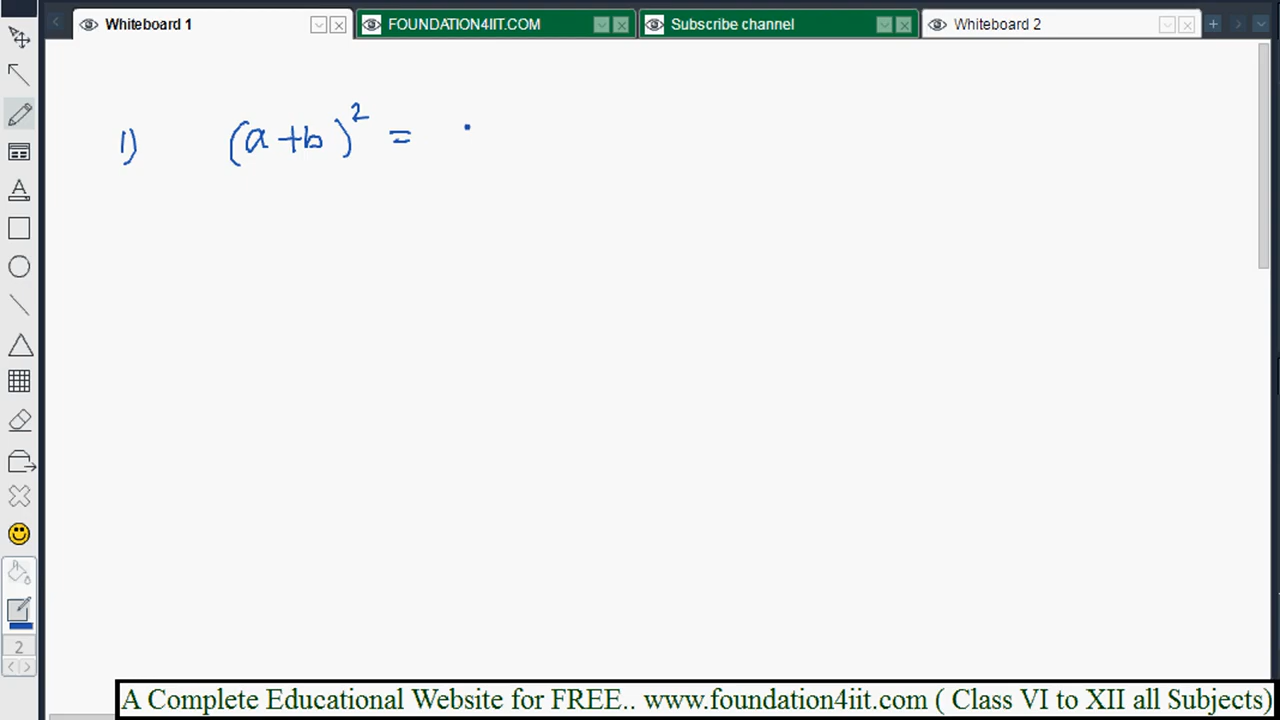 Whiteboard 1 FOUNDATION4IIT.COM Subscribe channel Whiteboard 2
1) (a+b)² =
A
2
A Complete Educational Website for FREE.. www.foundation4iit.com ( Class VI to XII all Subjects)